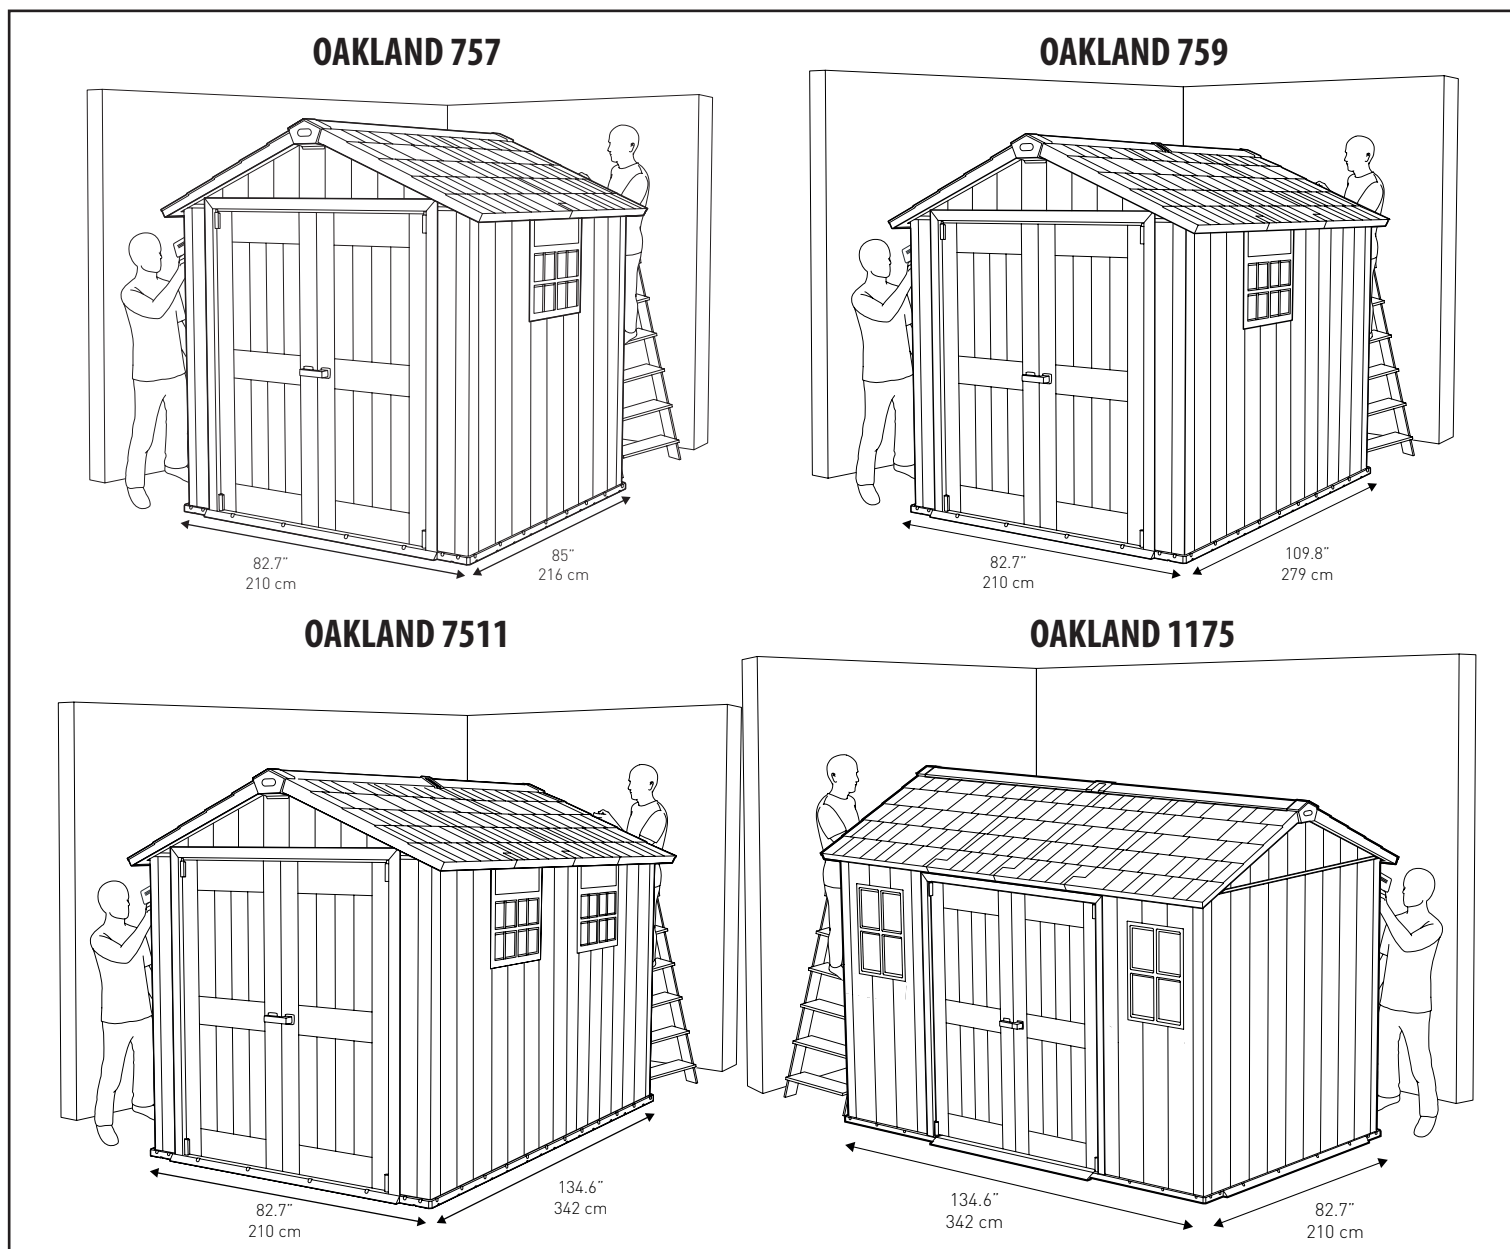 OAKLAND 757
82.7”
210 cm
85”
216 cm
OAKLAND 759
82.7”
210 cm
109.8”
279 cm
OAKLAND 7511
82.7”
210 cm
134.6”
342 cm
OAKLAND 1175
134.6”
342 cm
82.7”
210 cm